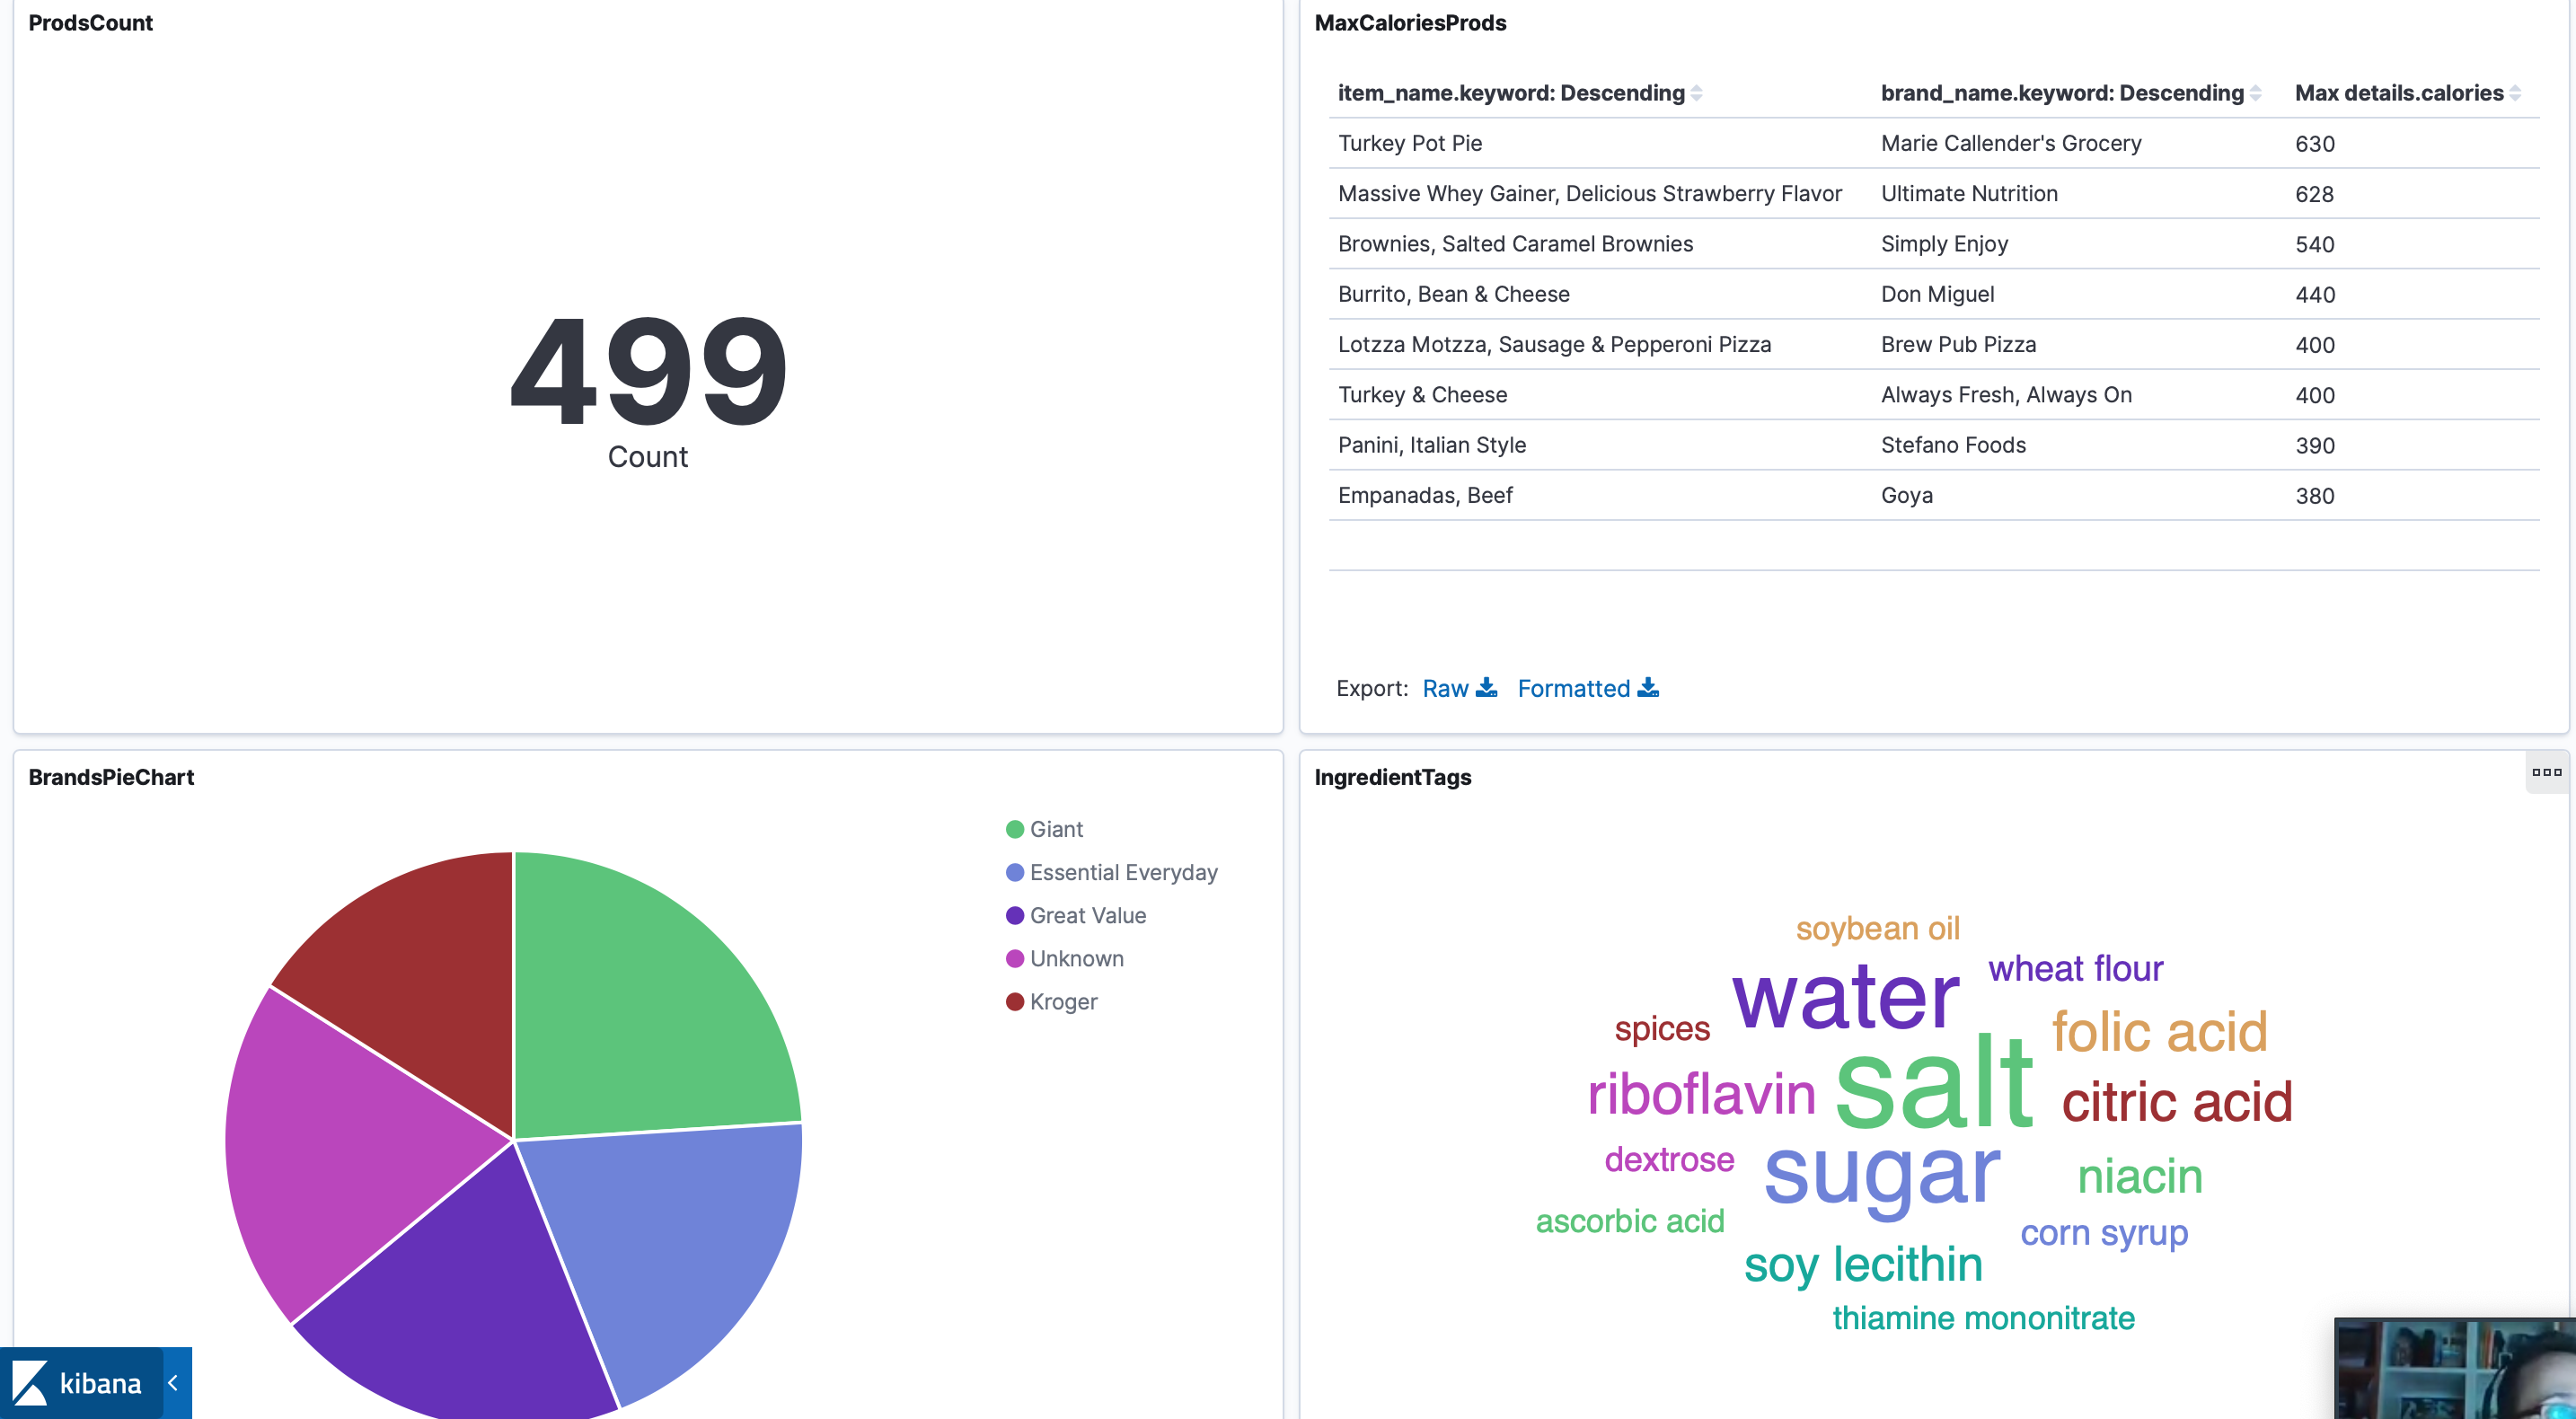 ProdsCount
499
Count
MaxCaloriesProds
item_name.keyword: Descending brand_name.keyword: Descending Max details.calories
Turkey Pot Pie Marie Callender's Grocery 630
Massive Whey Gainer, Delicious Strawberry Flavor Ultimate Nutrition 628
Brownies, Salted Caramel Brownies Simply Enjoy 540
Burrito, Bean & Cheese Don Miguel 440
Lotzza Motzza, Sausage & Pepperoni Pizza Brew Pub Pizza 400
Turkey & Cheese Always Fresh, Always On 400
Panini, Italian Style Stefano Foods 390
Empanadas, Beef Goya 380
Export: Raw Formatted
BrandsPieChart
Giant
Essential Everyday
Great Value
Unknown
Kroger
kibana
IngredientTags
soybean oil
water wheat flour
spices folic acid
riboflavin salt citric acid
dextrose sugar niacin
ascorbic acid corn syrup
soy lecithin
thiamine mononitrate